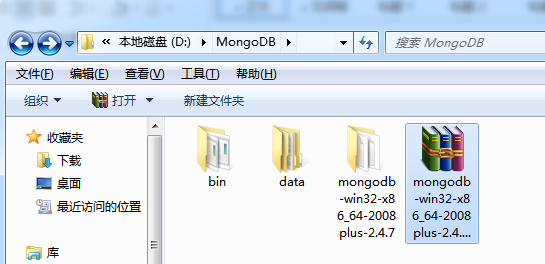 本地磁盘 (D:) MongoDB 搜索 MongoDB
文件(F) 编辑(E) 查看(V) 工具(T) 帮助(H)
组织 打开 新建文件夹
收藏夹
下载
桌面
最近访问的位置
库
bin
data
mongodb
-win32-x8
6_64-2008
plus-2.4.7
mongodb
-win32-x8
6_64-2008
plus-2.4....